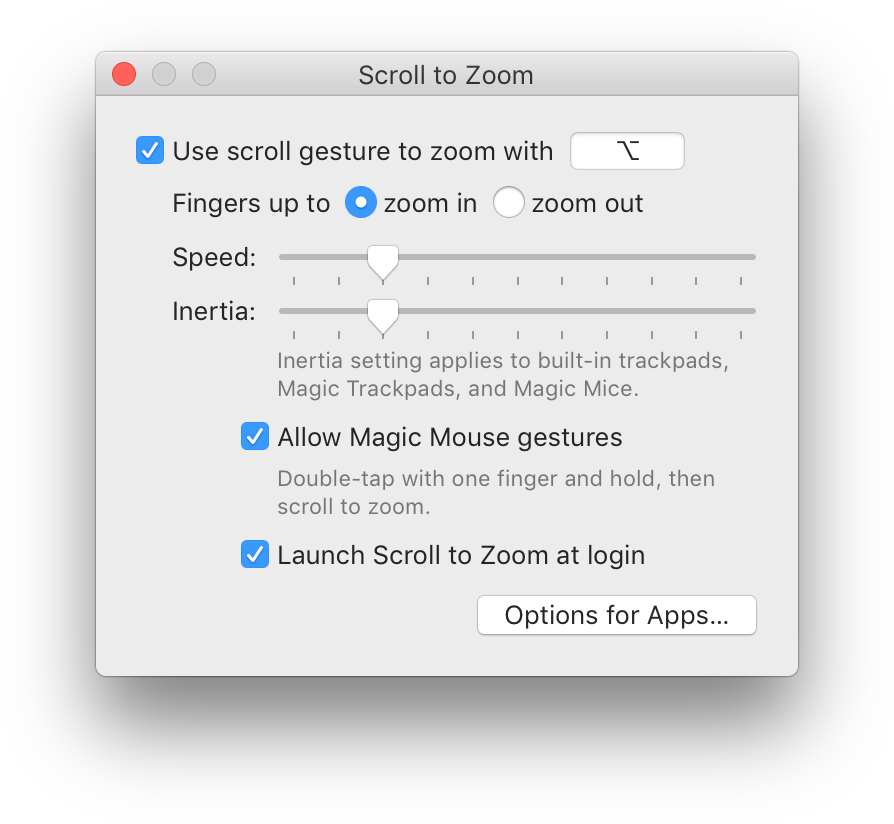 Scroll to Zoom
Use scroll gesture to zoom with ⌥
Fingers up to zoom in zoom out
Speed:
Inertia:
Inertia setting applies to built-in trackpads,
Magic Trackpads, and Magic Mice.
Allow Magic Mouse gestures
Double-tap with one finger and hold, then
scroll to zoom.
Launch Scroll to Zoom at login
Options for Apps...